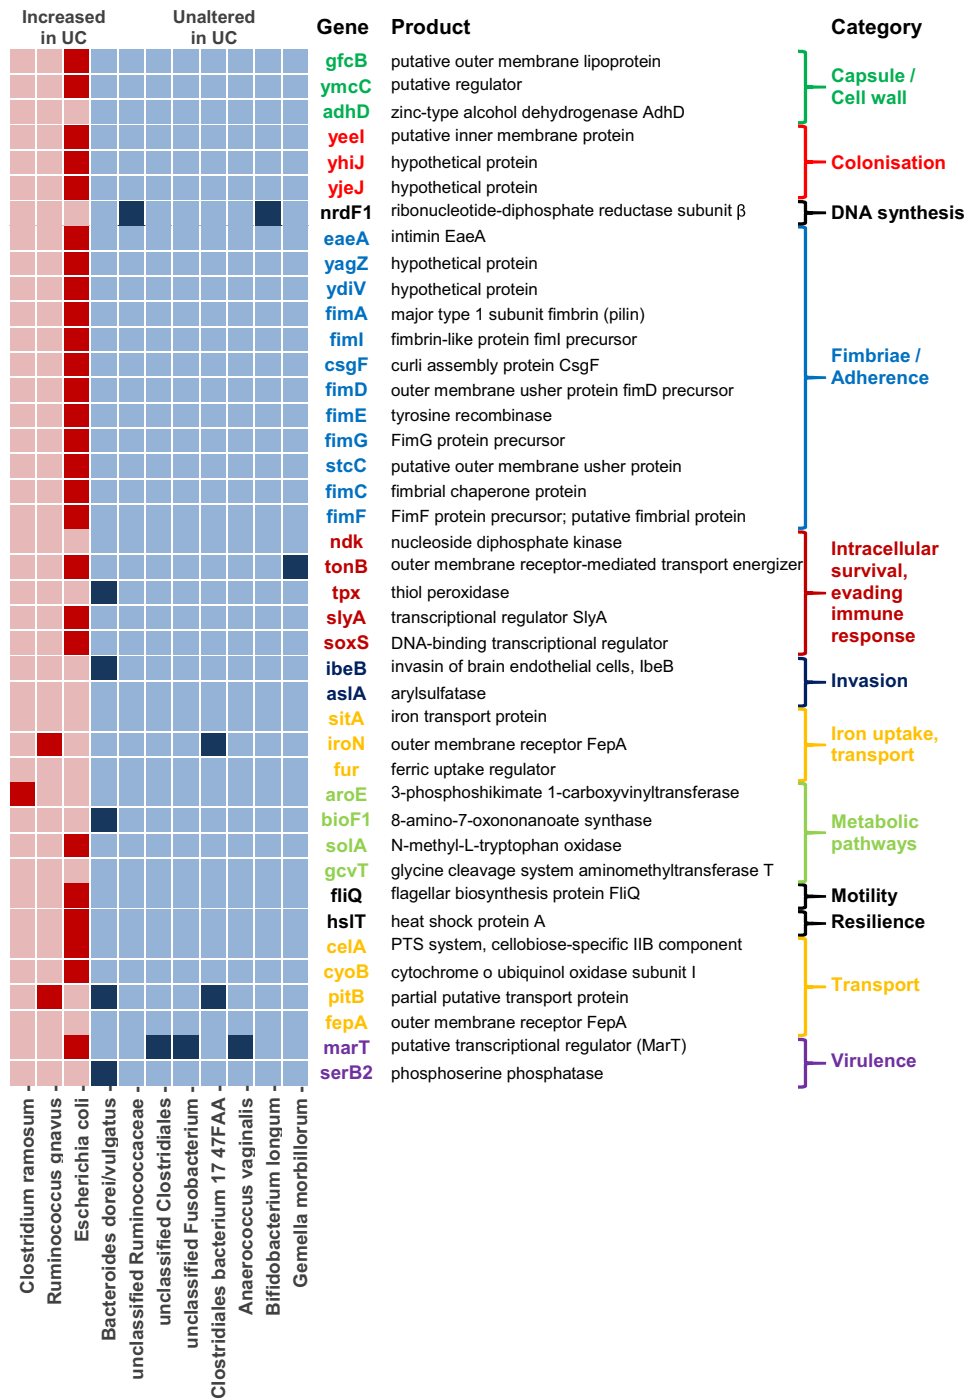 Increased
in UC
Unaltered
in UC
Gene Product Category
gfcB putative outer membrane lipoprotein
ymcC putative regulator
adhD zinc-type alcohol dehydrogenase AdhD
Capsule /
Cell wall
yeeI putative inner membrane protein
yhiJ hypothetical protein
yjeJ hypothetical protein
Colonisation
nrdF1 ribonucleotide-diphosphate reductase subunit β
DNA synthesis
eaeA intimin EaeA
yagZ hypothetical protein
ydiV hypothetical protein
fimA major type 1 subunit fimbrin (pilin)
fimI fimbrin-like protein fimI precursor
csgF curli assembly protein CsgF
fimD outer membrane usher protein fimD precursor
fimE tyrosine recombinase
fimG FimG protein precursor
stcC putative outer membrane usher protein
fimC fimbrial chaperone protein
fimF FimF protein precursor; putative fimbrial protein
Fimbriae /
Adherence
ndk nucleoside diphosphate kinase
tonB outer membrane receptor-mediated transport energizer
tpx thiol peroxidase
slyA transcriptional regulator SlyA
soxS DNA-binding transcriptional regulator
Intracellular
survival,
evading
immune
response
ibeB invasin of brain endothelial cells, IbeB
aslA arylsulfatase
Invasion
sitA iron transport protein
iroN outer membrane receptor FepA
fur ferric uptake regulator
Iron uptake,
transport
aroE 3-phosphoshikimate 1-carboxyvinyltransferase
bioF1 8-amino-7-oxononanoate synthase
solA N-methyl-L-tryptophan oxidase
gcvT glycine cleavage system aminomethyltransferase T
Metabolic
pathways
fliQ flagellar biosynthesis protein FliQ
Motility
hslT heat shock protein A
Resilience
celA PTS system, cellobiose-specific IIB component
cyoB cytochrome o ubiquinol oxidase subunit I
pitB partial putative transport protein
fepA outer membrane receptor FepA
Transport
marT putative transcriptional regulator (MarT)
serB2 phosphoserine phosphatase
Virulence
Clostridium ramosum
Ruminococcus gnavus
Escherichia coli
Bacteroides dorei/vulgatus
unclassified Ruminoccaceae
unclassified Clostridiales
unclassified Fusobacterium
Clostridiales bacterium 17 47FAA
Anaerococcus vaginalis
Bifidobacterium longum
Gemella morbillorum